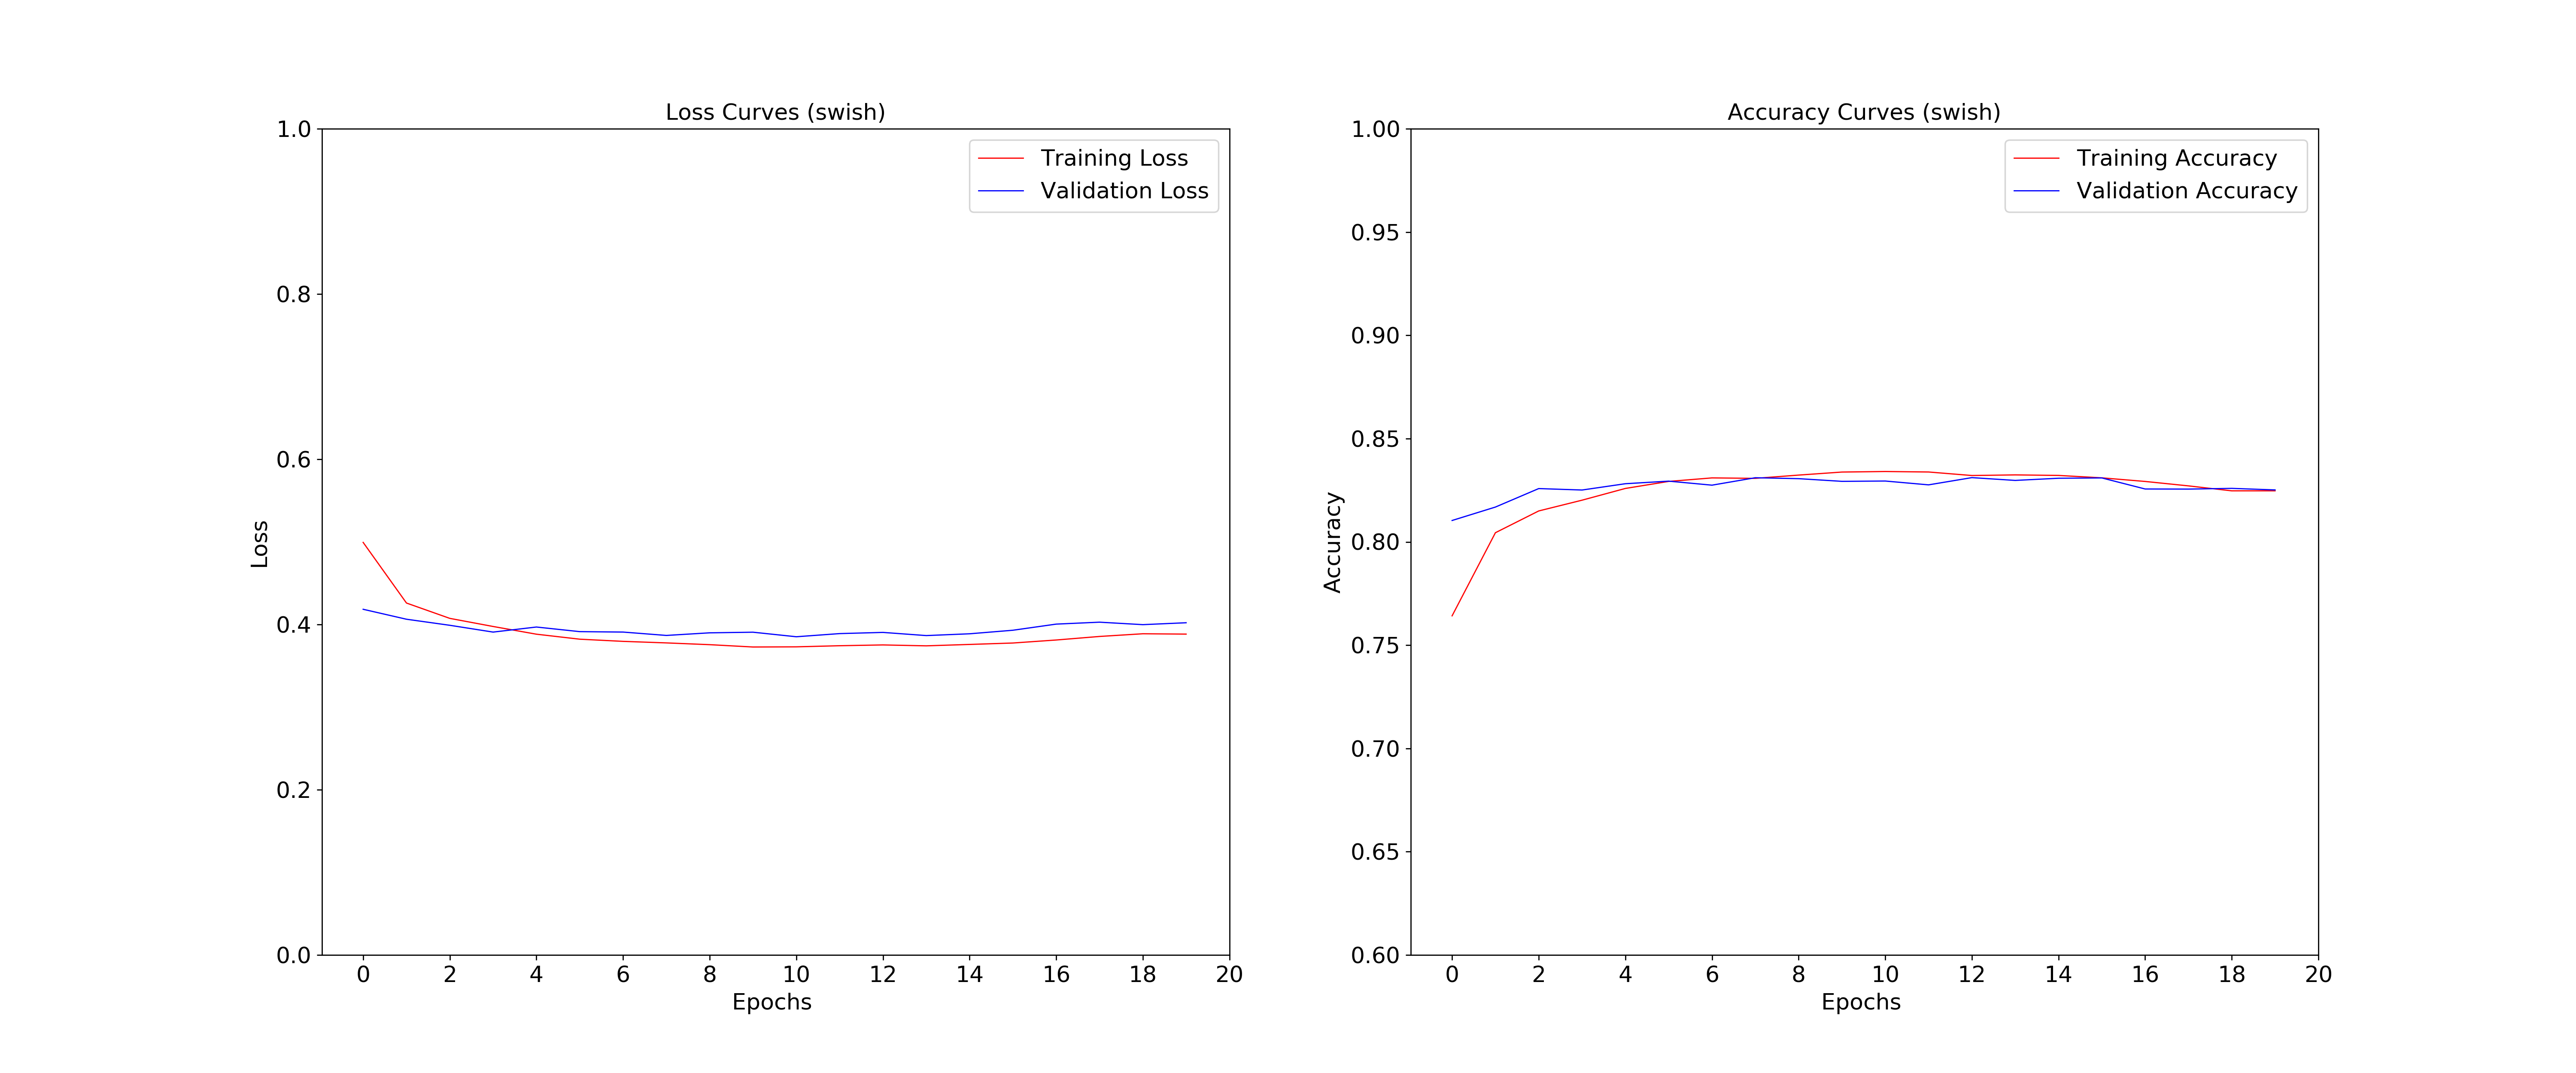 Loss Curves (swish)
1.0
0.8
0.6
0.4
0.2
0.0
Loss
Training Loss
Validation Loss
0 2 4 6 8 10 12 14 16 18 20
Epochs
Accuracy Curves (swish)
1.00
0.95
0.90
0.85
0.80
0.75
0.70
0.65
0.60
Accuracy
Training Accuracy
Validation Accuracy
0 2 4 6 8 10 12 14 16 18 20
Epochs